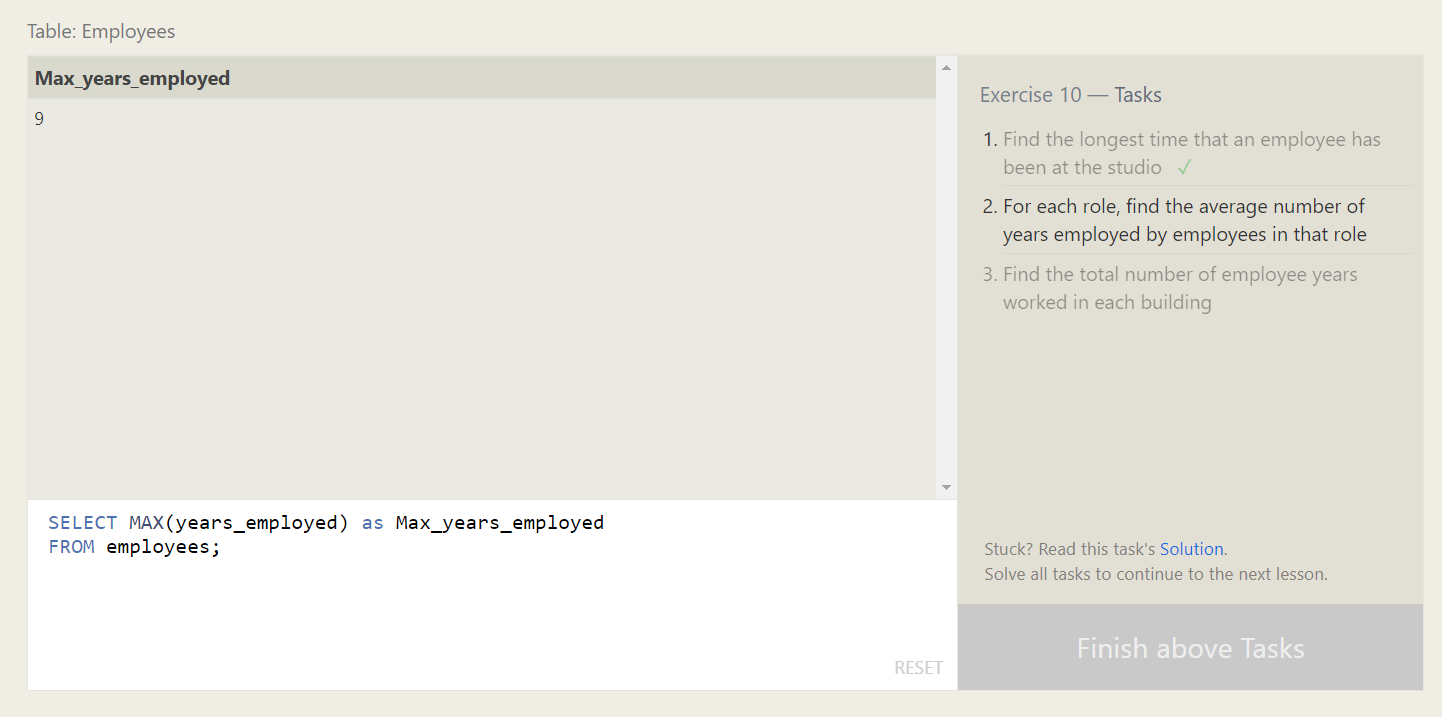 Table: Employees
Max_years_employed
9
SELECT MAX(years_employed) as Max_years_employed
FROM employees;
RESET
Exercise 10 — Tasks
1. Find the longest time that an employee has
been at the studio ✓
2. For each role, find the average number of
years employed by employees in that role
3. Find the total number of employee years
worked in each building
Stuck? Read this task's Solution.
Solve all tasks to continue to the next lesson.
Finish above Tasks